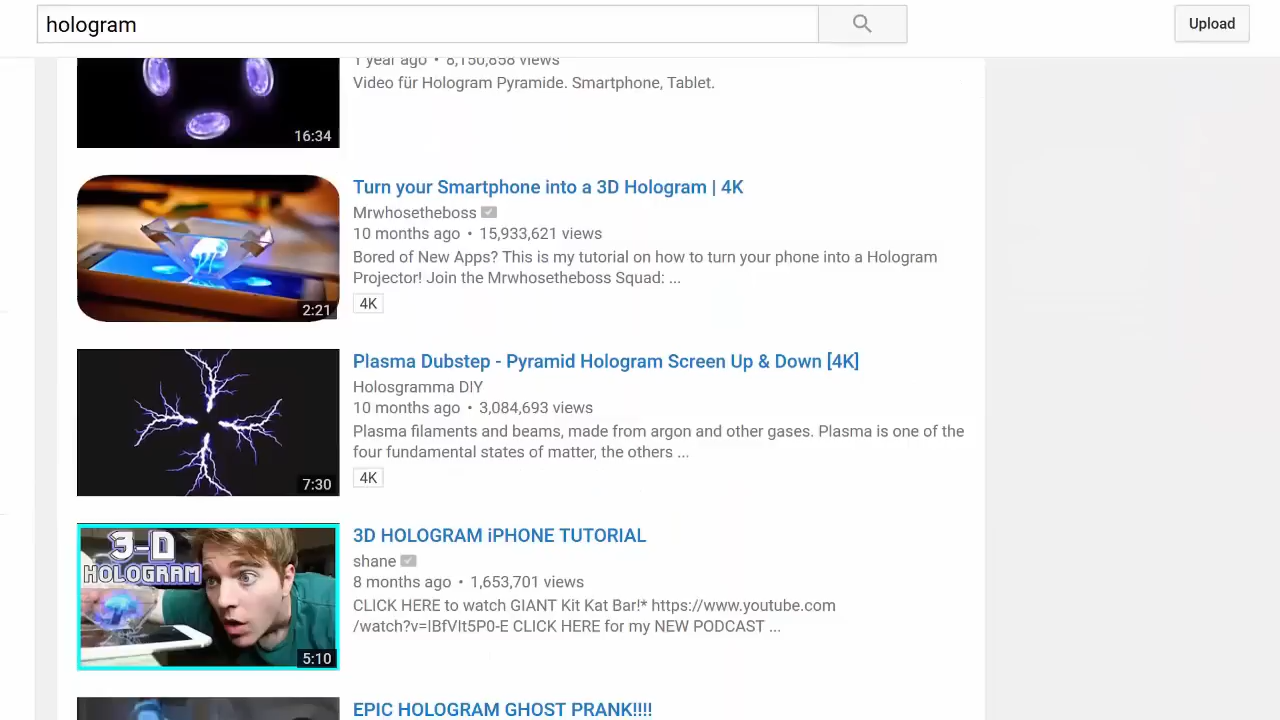 hologram
Upload
1 year ago • 8,150,858 views
Video für Hologram Pyramide. Smartphone, Tablet.
16:34
Turn your Smartphone into a 3D Hologram | 4K
Mrwhosetheboss
10 months ago • 15,933,621 views
Bored of New Apps? This is my tutorial on how to turn your phone into a Hologram
Projector! Join the Mrwhosetheboss Squad: ...
4K
2:21
Plasma Dubstep - Pyramid Hologram Screen Up & Down [4K]
Holosgramma DIY
10 months ago • 3,084,693 views
Plasma filaments and beams, made from argon and other gases. Plasma is one of the
four fundamental states of matter, the others ...
4K
7:30
3-D
HOLOGRAM
5:10
3D HOLOGRAM iPHONE TUTORIAL
shane
8 months ago • 1,653,701 views
CLICK HERE to watch GIANT Kit Kat Bar!* https://www.youtube.com
/watch?v=IBfVIt5P0-E CLICK HERE for my NEW PODCAST ...
EPIC HOLOGRAM GHOST PRANK!!!!